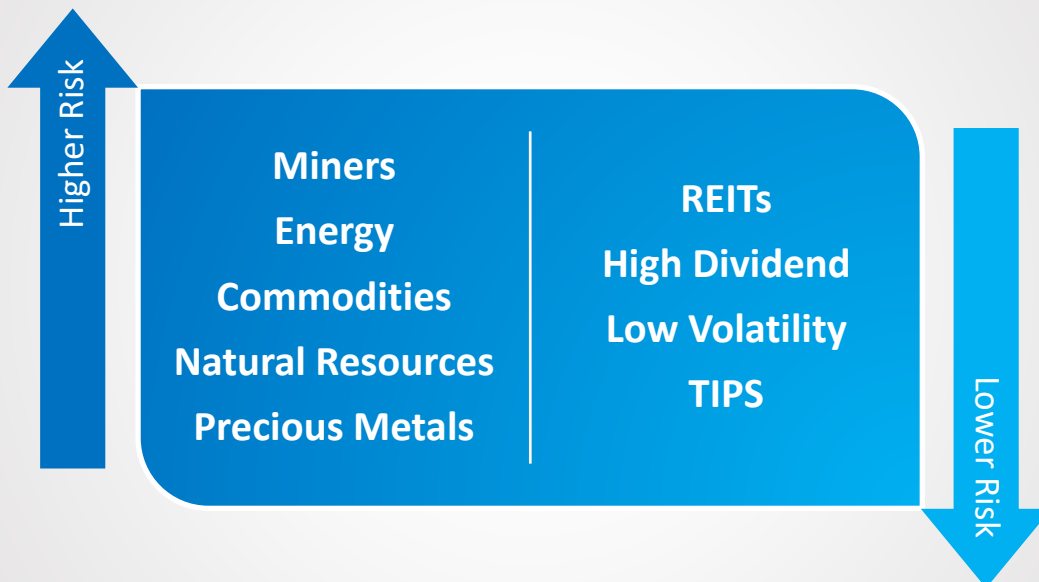 Higher Risk
Miners
Energy
Commodities
Natural Resources
Precious Metals
REITs
High Dividend
Low Volatility
TIPS
Lower Risk